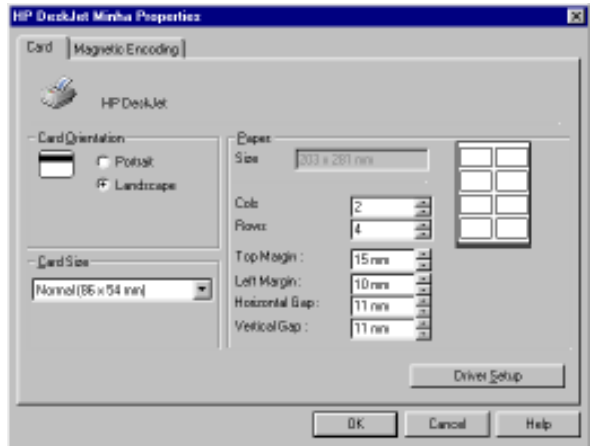 HP DeskJet Minha Properties
Card
Magnetic Encoding
HP DeskJet
Card Orientation
Portrait
Landscape
Card Size
Normal (86 x 54 mm)
Paper
Size 203 x 281 mm
Cols 2
Rows 4
Top Margin : 15 mm
Left Margin : 10 mm
Horizontal Gap : 11 mm
Vertical Gap : 11 mm
Driver Setup
OK
Cancel
Help